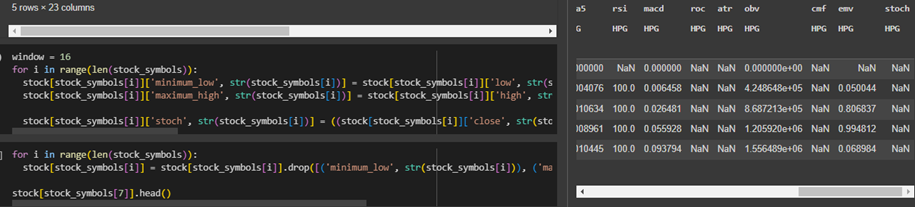 5 rows × 23 columns
window = 16
for i in range(len(stock_symbols)):
stock[stock_symbols[i]]['minimum_low', str(stock_symbols[i])] = stock[stock_symbols[i]]['low', str(s
stock[stock_symbols[i]]['maximum_high', str(stock_symbols[i])] = stock[stock_symbols[i]]['high', str
stock[stock_symbols[i]]['stoch', str(stock_symbols[i])] = ((stock[stock_symbols[i]]['close', str(sto
for i in range(len(stock_symbols)):
stock[stock_symbols[i]] = stock[stock_symbols[i]].drop([('minimum_low', str(stock_symbols[i])), ('ma
stock[stock_symbols[7]].head()
a5 rsi macd roc atr obv cmf emv stoch
G HPG HPG HPG HPG HPG HPG HPG HPG
)00000 NaN 0.000000 NaN NaN 0.000000e+00 NaN NaN NaN
)04076 100.0 0.006458 NaN NaN 4.248648e+05 NaN 0.050044 NaN
)10634 100.0 0.026481 NaN NaN 8.687213e+05 NaN 0.806837 NaN
)08961 100.0 0.055928 NaN NaN 1.205920e+06 NaN 0.994812 NaN
)10445 100.0 0.093794 NaN NaN 1.556489e+06 NaN 0.068984 NaN